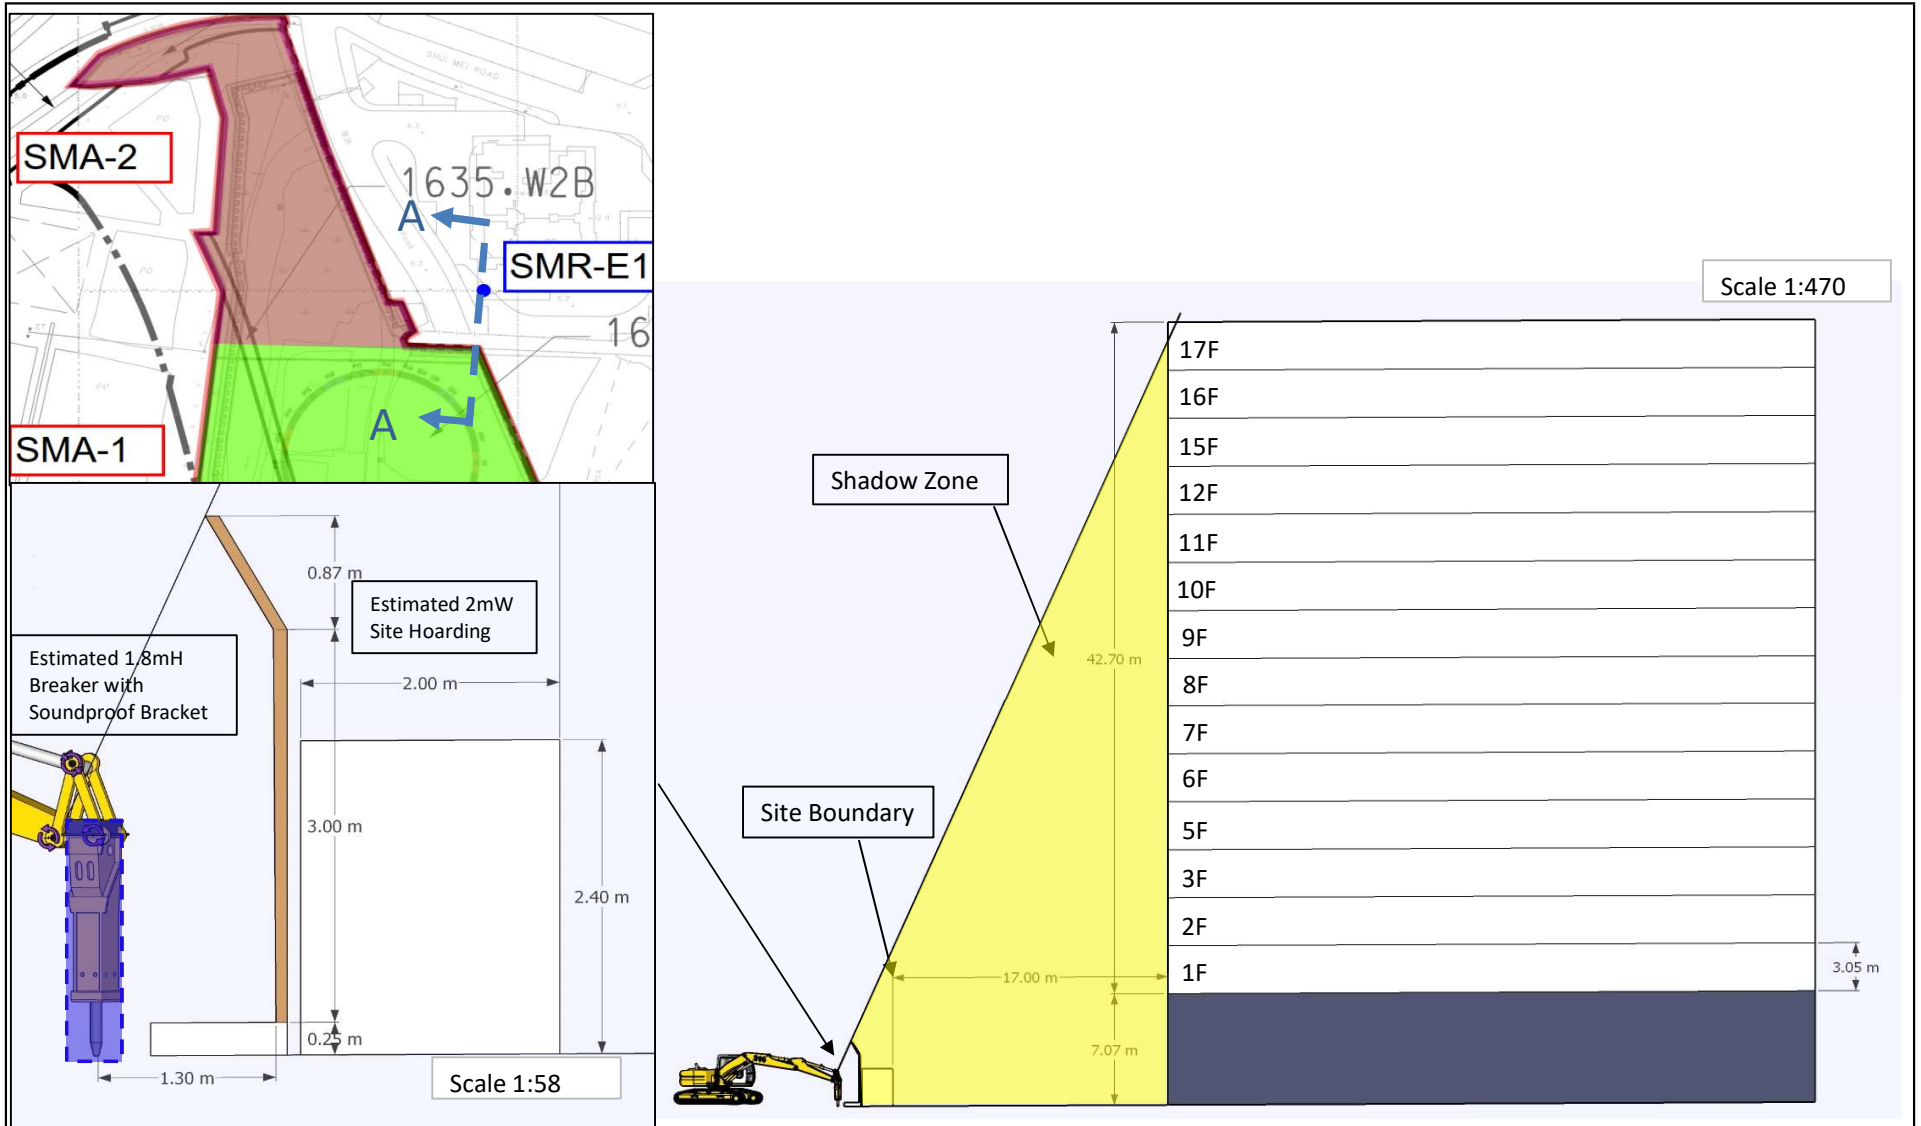 SHUI MEI ROAD
SMA-2
PO
1635.W2B
A
SMR-E1
PO
16
A
PO
SMA-1
0.87 m
Estimated 2mW
Site Hoarding
Estimated 1.8mH
Breaker with
Soundproof Bracket
2.00 m
3.00 m
2.40 m
0.25 m
1.30 m
Scale 1:58
Scale 1:470
Shadow Zone
Site Boundary
42.70 m
17.00 m
7.07 m
17F
16F
15F
12F
11F
10F
9F
8F
7F
6F
5F
3F
2F
1F
3.05 m